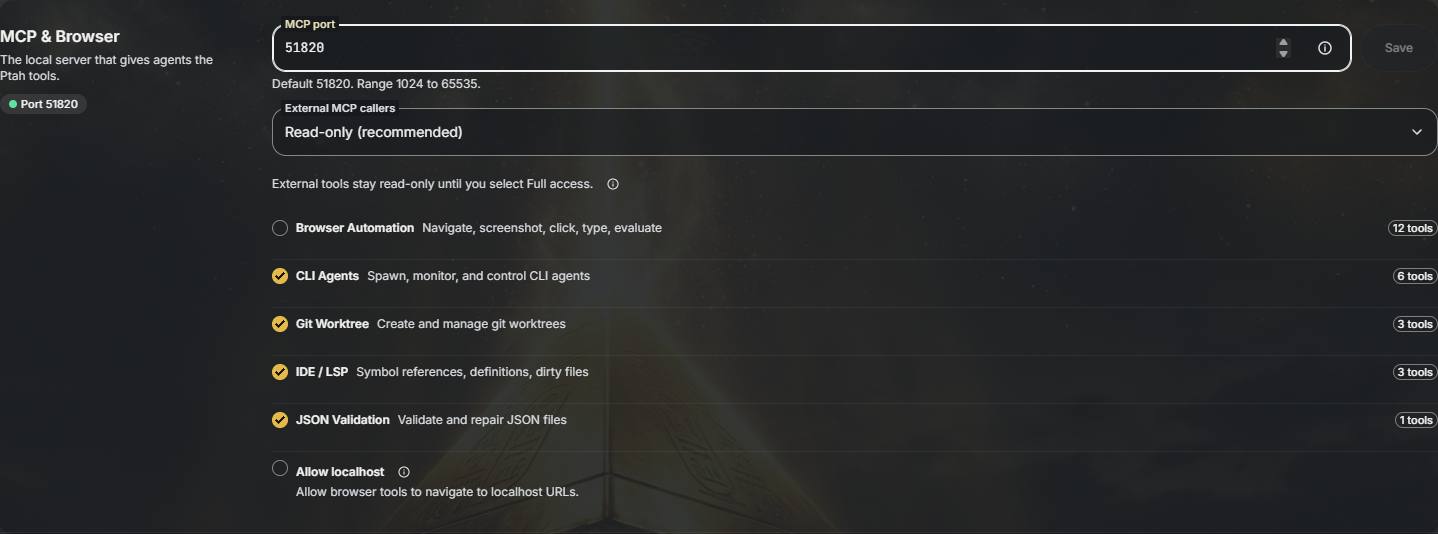 MCP & Browser
The local server that gives agents the
Ptah tools.
Port 51820
MCP port
51820
Save
Default 51820. Range 1024 to 65535.
External MCP callers
Read-only (recommended)
External tools stay read-only until you select Full access.
Browser Automation Navigate, screenshot, click, type, evaluate 12 tools
CLI Agents Spawn, monitor, and control CLI agents 6 tools
Git Worktree Create and manage git worktrees 3 tools
IDE / LSP Symbol references, definitions, dirty files 3 tools
JSON Validation Validate and repair JSON files 1 tools
Allow localhost
Allow browser tools to navigate to localhost URLs.